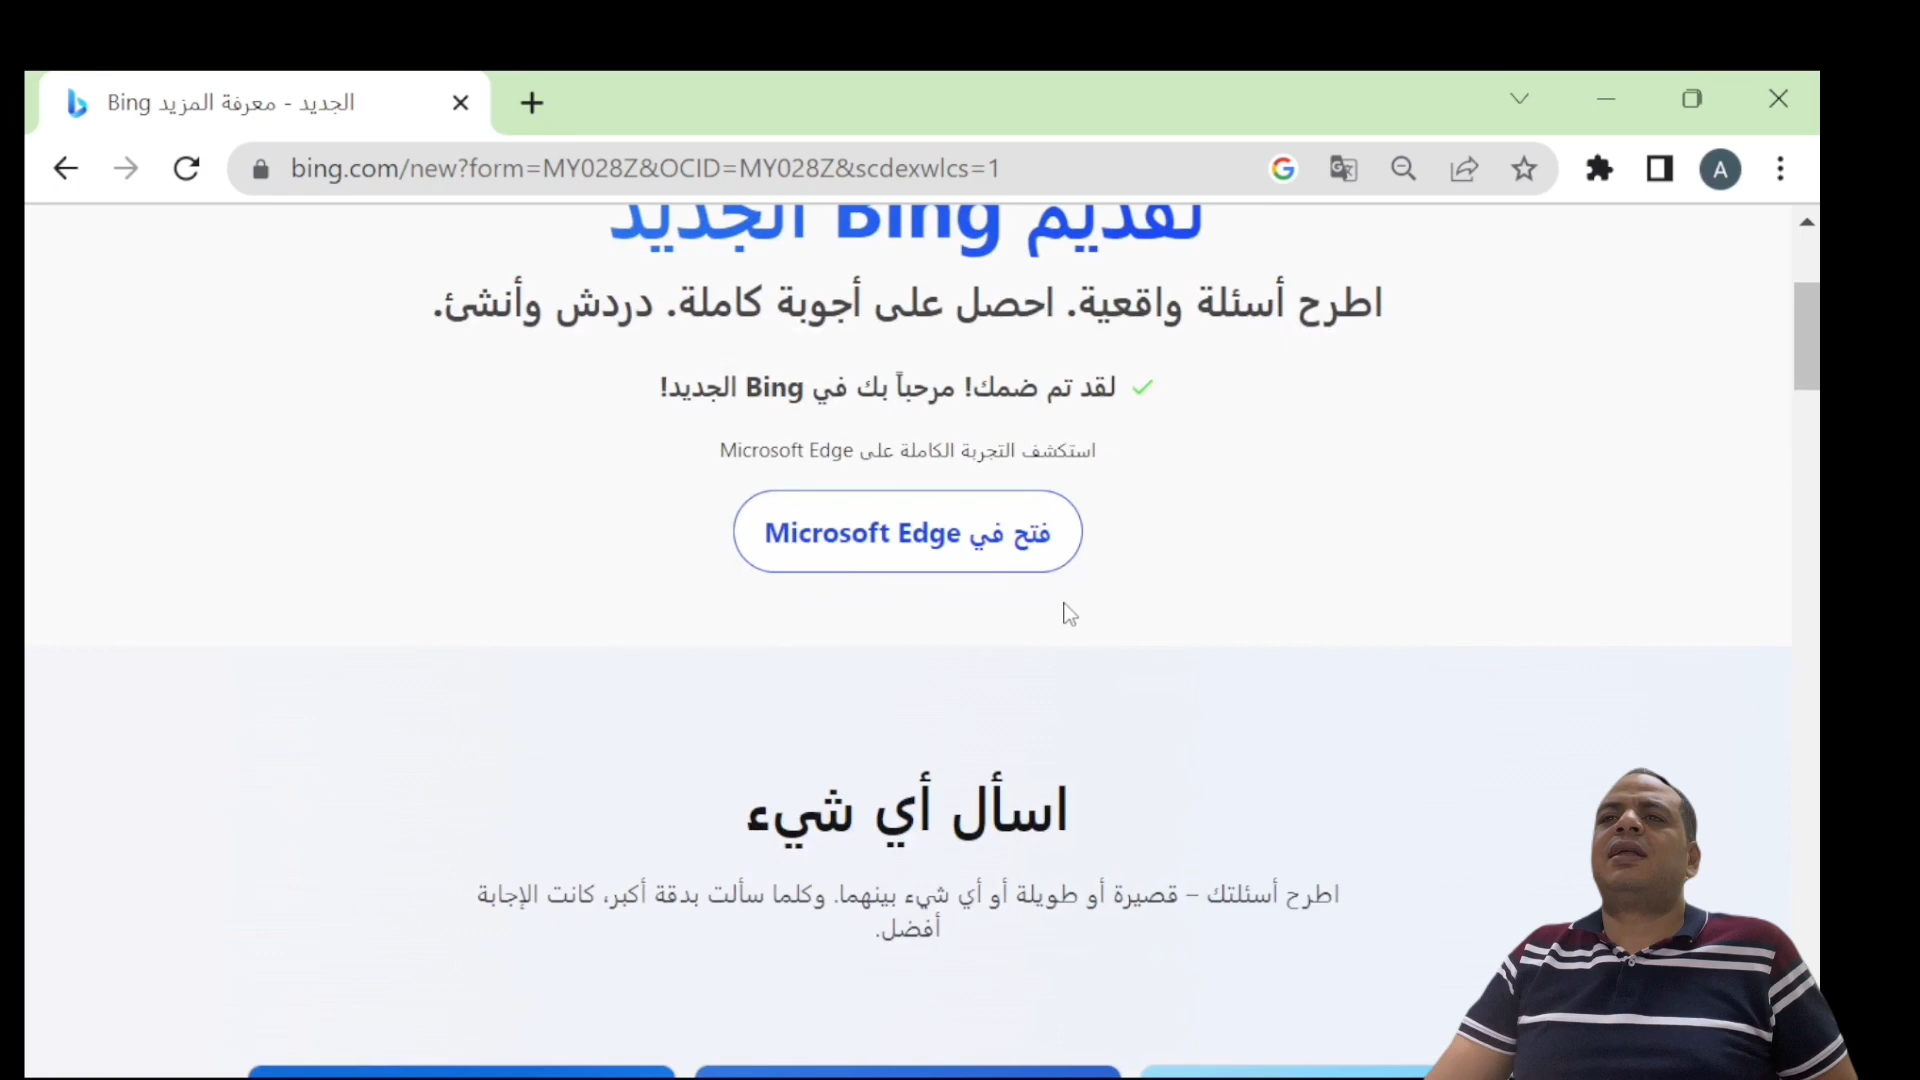 Bing الجديد - معرفة المزيد
bing.com/new?form=MY028Z&OCID=MY028Z&scdexwlcs=1
A
تقديم Bing الجديد
اطرح أسئلة واقعية. احصل على أجوبة كاملة. دردش وأنشئ.
لقد تم ضمك! مرحباً بك في Bing الجديد!
استكشف التجربة الكاملة على Microsoft Edge
فتح في Microsoft Edge
اسأل أي شيء
اطرح أسئلتك – قصيرة أو طويلة أو أي شيء بينهما. وكلما سألت بدقة أكبر، كانت الإجابة
أفضل.